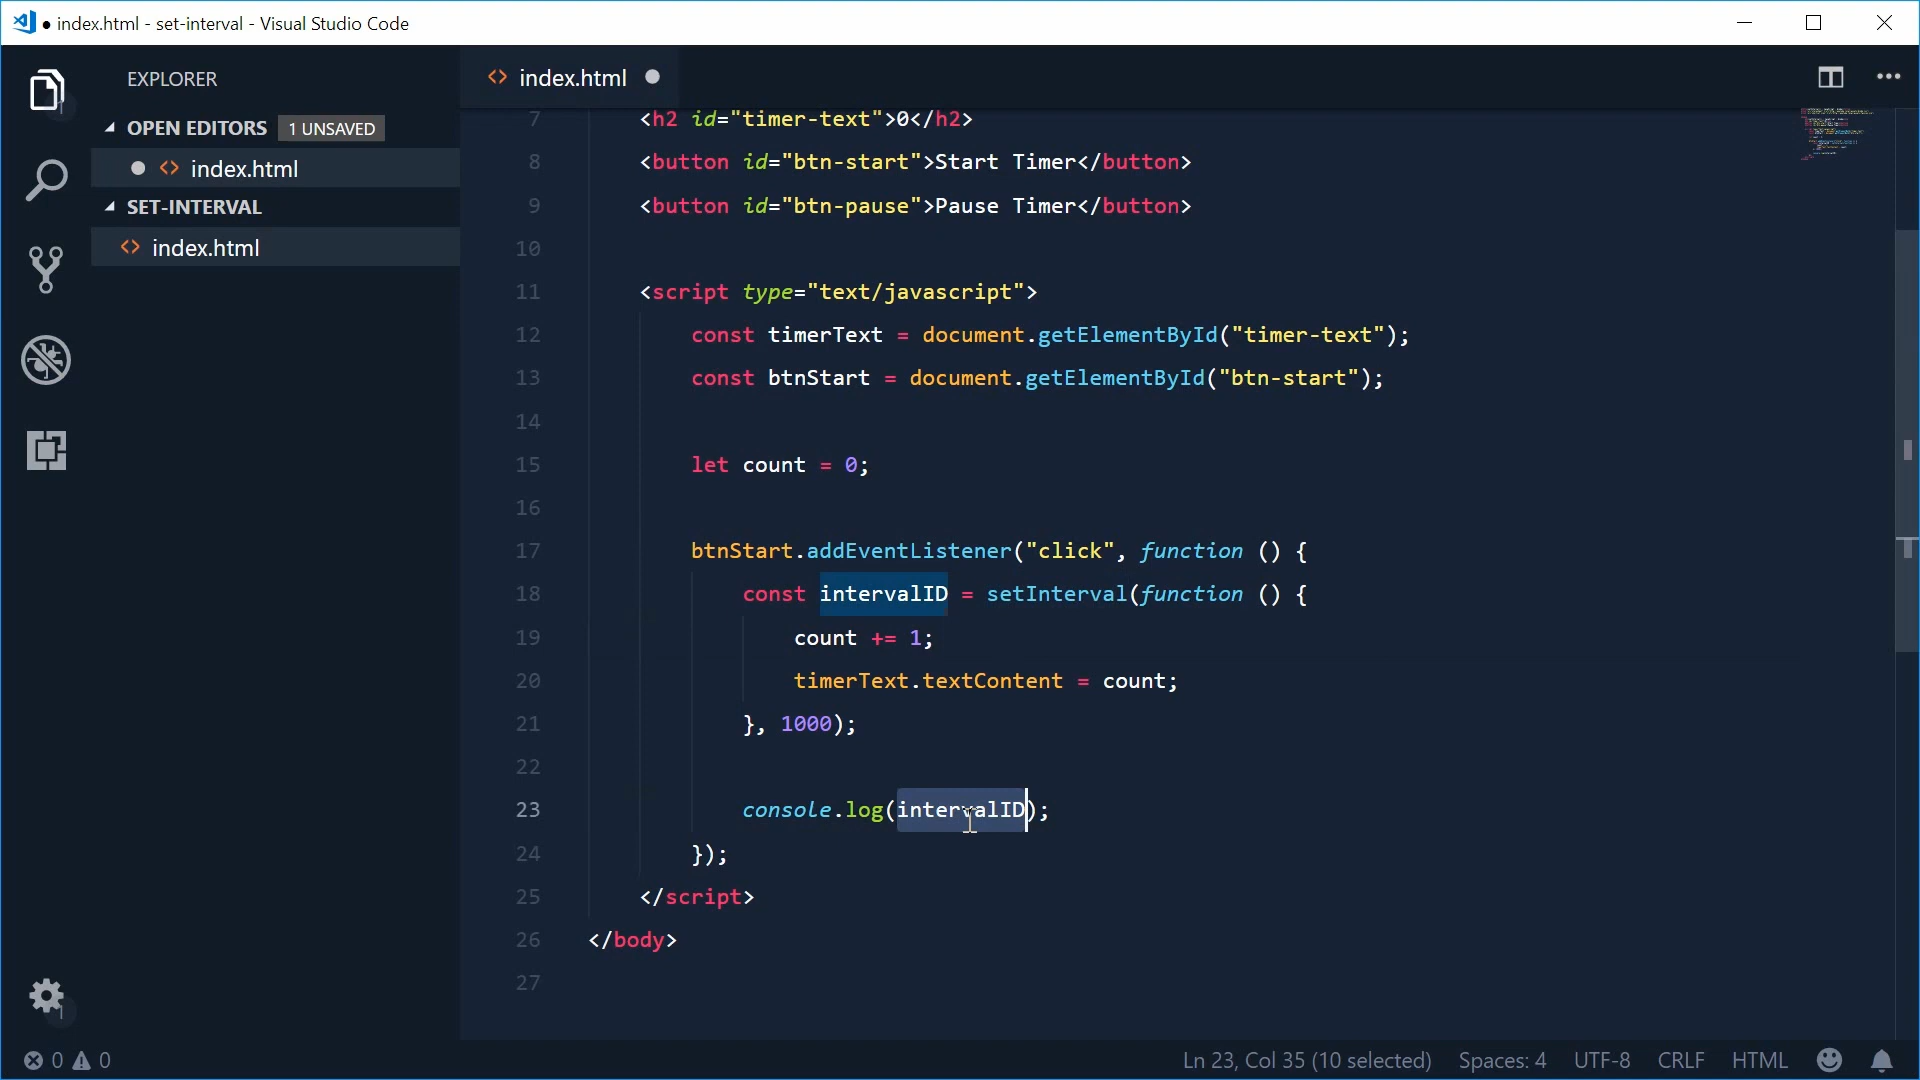 ● index.html - set-interval - Visual Studio Code
EXPLORER
OPEN EDITORS 1 UNSAVED
<> index.html
SET-INTERVAL
<> index.html
<> index.html
7 <h2 id="timer-text">0</h2>
8 <button id="btn-start">Start Timer</button>
9 <button id="btn-pause">Pause Timer</button>
10
11 <script type="text/javascript">
12 const timerText = document.getElementById("timer-text");
13 const btnStart = document.getElementById("btn-start");
14
15 let count = 0;
16
17 btnStart.addEventListener("click", function () {
18 const intervalID = setInterval(function () {
19 count += 1;
20 timerText.textContent = count;
21 }, 1000);
22
23 console.log(intervalID);
24 });
25 </script>
26 </body>
27
0 0
Ln 23, Col 35 (10 selected) Spaces: 4 UTF-8 CRLF HTML